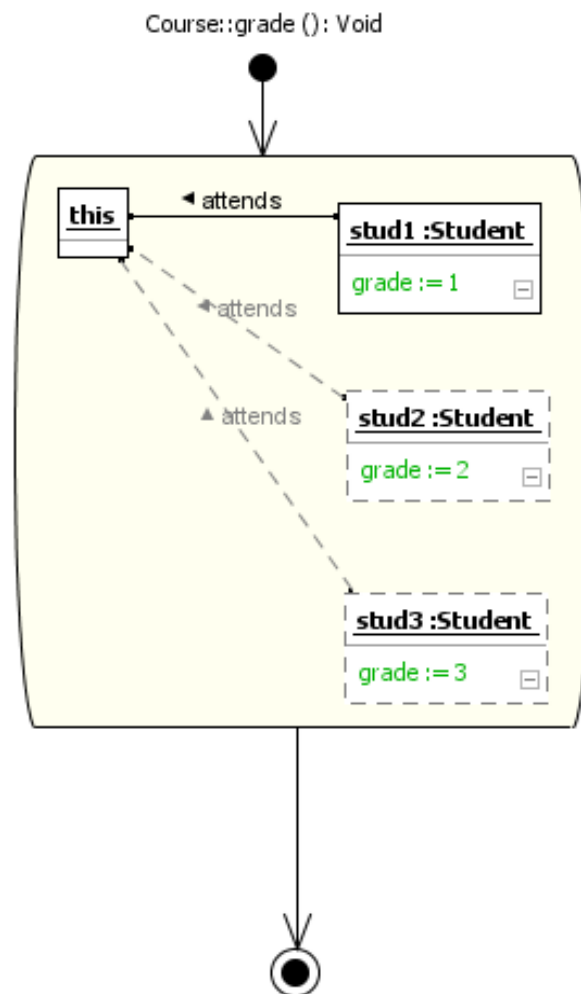 Course::grade (): Void
this
◄ attends
stud1 :Student
grade := 1
◄ attends
stud2 :Student
▲ attends
grade := 2
stud3 :Student
grade := 3